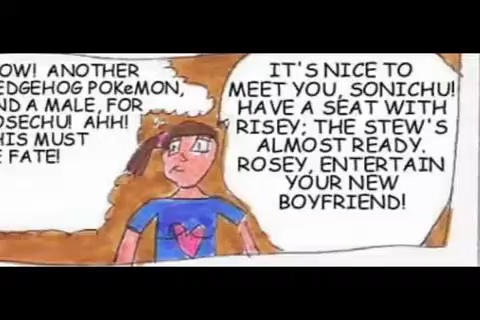 OW! ANOTHER
EDGEHOG POKeMON,
ND A MALE, FOR
OSECHU! AHH!
HIS MUST
E FATE!
IT'S NICE TO
MEET YOU, SONICHU!
HAVE A SEAT WITH
RISEY; THE STEW'S
ALMOST READY.
ROSEY, ENTERTAIN
YOUR NEW
BOYFRIEND!